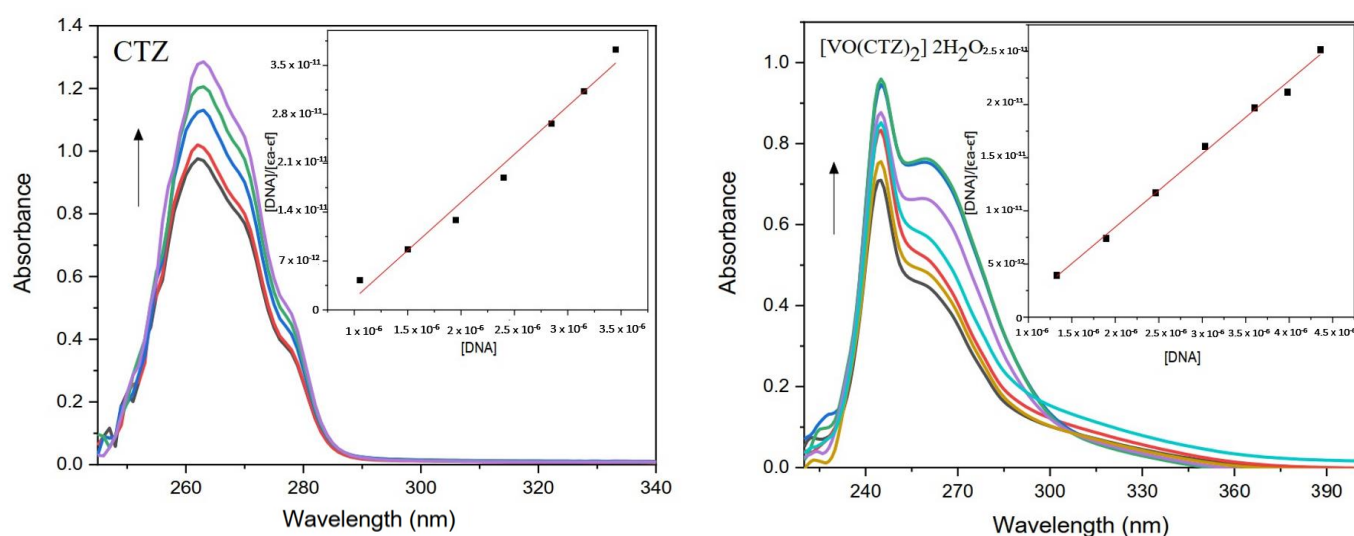 CTZ
Absorbance
1.4
1.2
1.0
0.8
0.6
0.4
0.2
0.0
260
280
300
320
340
Wavelength (nm)
[DNA]/[εa-εf]
3.5 x 10⁻¹¹
2.8 x 10⁻¹¹
2.1 x 10⁻¹¹
1.4 x 10⁻¹¹
7 x 10⁻¹²
0
1 x 10⁻⁶
1.5 x 10⁻⁶
2 x 10⁻⁶
2.5 x 10⁻⁶
3 x 10⁻⁶
3.5 x 10⁻⁶
[DNA]
[VO(CTZ)₂] 2H₂O
Absorbance
1.0
0.8
0.6
0.4
0.2
0.0
240
270
300
330
360
390
Wavelength (nm)
[DNA]/[εa-εf]
2.5 x 10⁻¹¹
2 x 10⁻¹¹
1.5 x 10⁻¹¹
1 x 10⁻¹¹
5 x 10⁻¹²
0
1 x 10⁻⁶
1.5 x 10⁻⁶
2 x 10⁻⁶
2.5 x 10⁻⁶
3 x 10⁻⁶
3.5 x 10⁻⁶
4 x 10⁻⁶
4.5 x 10⁻⁶
[DNA]